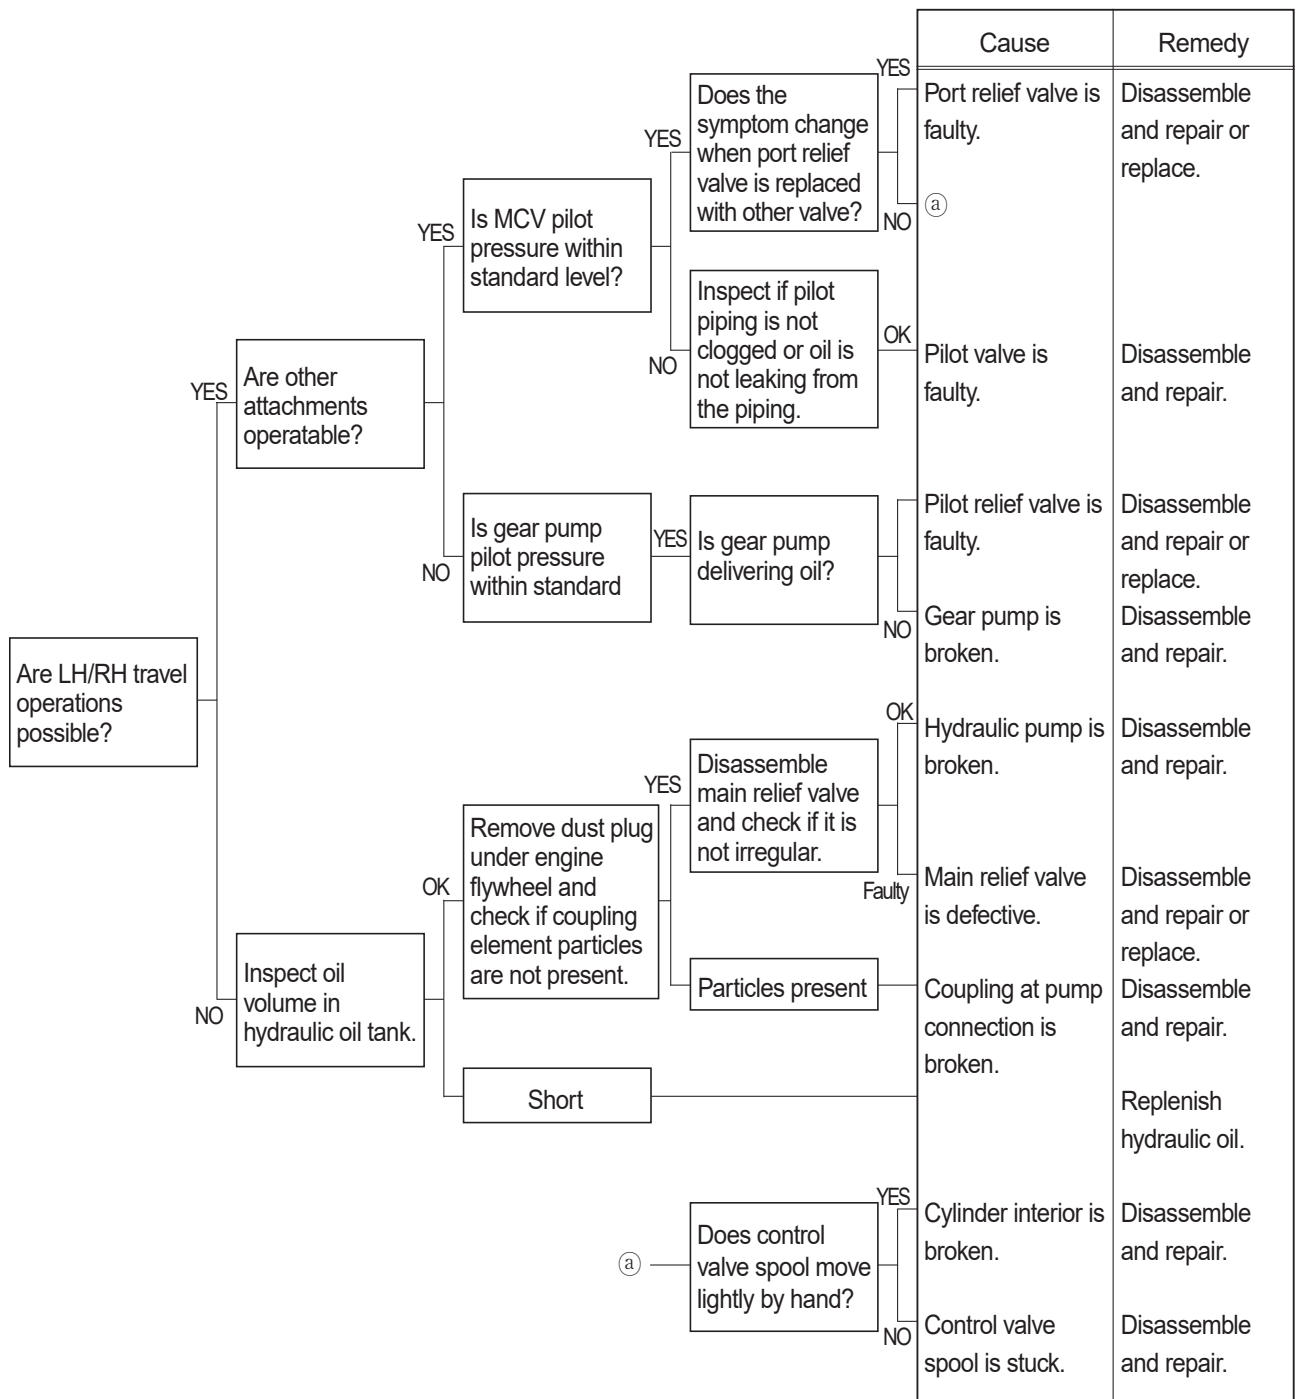 Cause
Remedy
YES
Does the
symptom change
when port relief
valve is replaced
with other valve?
Port relief valve is
faulty.
Disassemble
and repair or
replace.
YES
NO
ⓐ
Is MCV pilot
pressure within
standard level?
YES
Inspect if pilot
piping is not
clogged or oil is
not leaking from
the piping.
OK
NO
Pilot valve is
faulty.
Disassemble
and repair.
Are other
attachments
operatable?
YES
Is gear pump
pilot pressure
within standard
NO
YES
Is gear pump
delivering oil?
Pilot relief valve is
faulty.
Disassemble
and repair or
replace.
NO
Gear pump is
broken.
Disassemble
and repair.
Are LH/RH travel
operations
possible?
OK
Hydraulic pump is
broken.
Disassemble
and repair.
YES
Disassemble
main relief valve
and check if it is
not irregular.
Remove dust plug
under engine
flywheel and
check if coupling
element particles
are not present.
OK
Faulty
Main relief valve
is defective.
Disassemble
and repair or
replace.
Inspect oil
volume in
hydraulic oil tank.
NO
Particles present
Coupling at pump
connection is
broken.
Disassemble
and repair.
Short
Replenish
hydraulic oil.
ⓐ
Does control
valve spool move
lightly by hand?
YES
Cylinder interior is
broken.
Disassemble
and repair.
NO
Control valve
spool is stuck.
Disassemble
and repair.